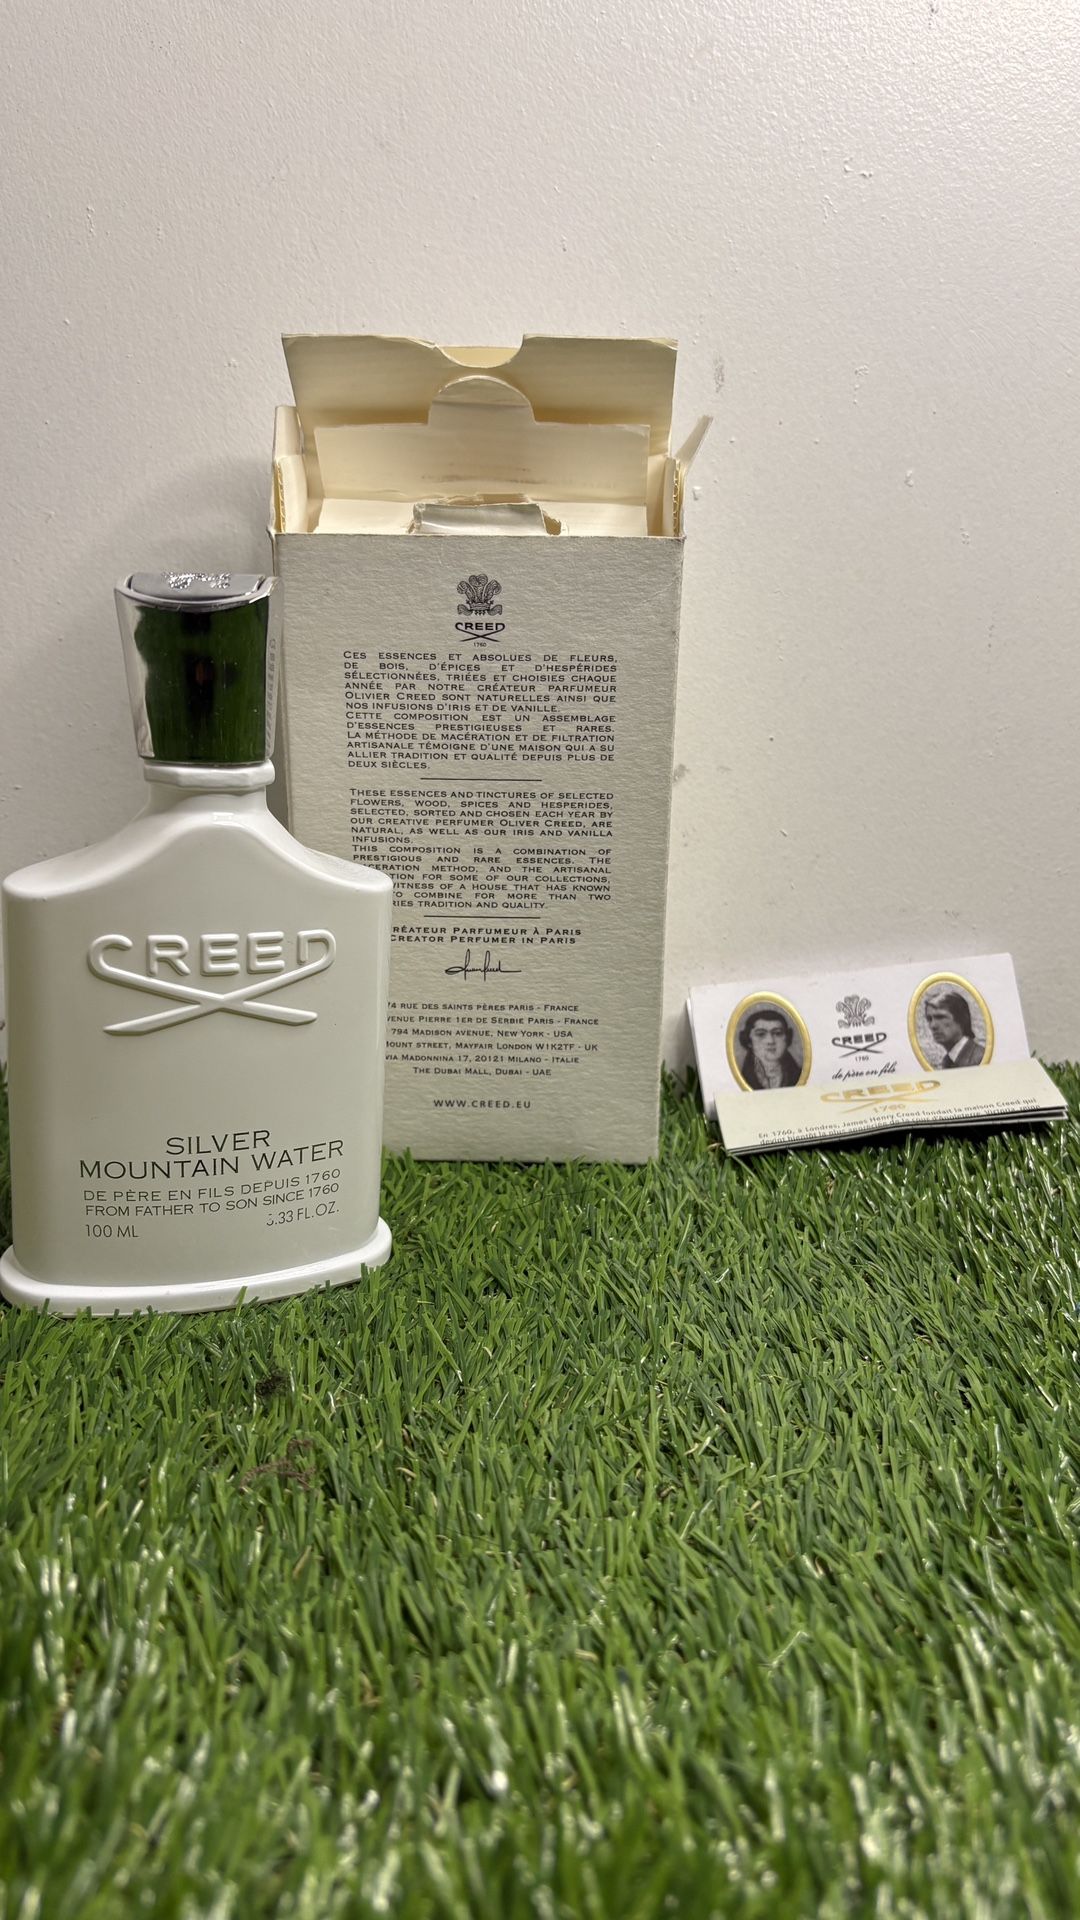 CREED
1760
CES ESSENCES ET ABSOLUES DE FLEURS,
DE BOIS, D'ÉPICES ET D'HESPÉRIDES
SÉLECTIONNÉES, TRIÉES ET CHOISIES CHAQUE
ANNÉE PAR NOTRE CRÉATEUR PARFUMEUR
OLIVIER CREED SONT NATURELLES AINSI QUE
NOS INFUSIONS D'IRIS ET DE VANILLE.
CETTE COMPOSITION EST UN ASSEMBLAGE
D'ESSENCES PRESTIGIEUSES ET RARES.
LA MÉTHODE DE MACÉRATION ET DE FILTRATION
ARTISANALE TÉMOIGNE D'UNE MAISON QUI A SU
ALLIER TRADITION ET QUALITÉ DEPUIS PLUS DE
DEUX SIÈCLES.
THESE ESSENCES AND TINCTURES OF SELECTED
FLOWERS, WOOD, SPICES AND HESPERIDES,
SELECTED, SORTED AND CHOSEN EACH YEAR BY
OUR CREATIVE PERFUMER OLIVER CREED, ARE
NATURAL, AS WELL AS OUR IRIS AND VANILLA
INFUSIONS.
THIS COMPOSITION IS A COMBINATION OF
PRESTIGIOUS AND RARE ESSENCES. THE
METHOD, AND THE ARTISANAL
FOR SOME OF OUR COLLECTIONS,
OF A HOUSE THAT HAS KNOWN
TO COMBINE FOR MORE THAN TWO
TRADITION AND QUALITY.
CRÉATEUR PARFUMEUR À PARIS
CREATOR PERFUMER IN PARIS
74 RUE DES SAINTS PÈRES PARIS - FRANCE
PIERRE 1ER DE SERBIE PARIS - FRANCE
794 MADISON AVENUE, NEW YORK - USA
STREET, MAYFAIR LONDON W1K2TF - UK
VIA MADONNINA 17, 20121 MILANO - ITALIE
THE DUBAI MALL, DUBAI - UAE
WWW.CREED.EU
CREED
SILVER
MOUNTAIN WATER
DE PÈRE EN FILS DEPUIS 1760
FROM FATHER TO SON SINCE 1760
100 ML 3.33 FL.OZ.
CREED
1760
de père en fils
CREED
1760
En 1760, à Londres, James Henry Creed fondait la maison Creed qui
devint bientôt la plus appréciée de la cour d'Angleterre.